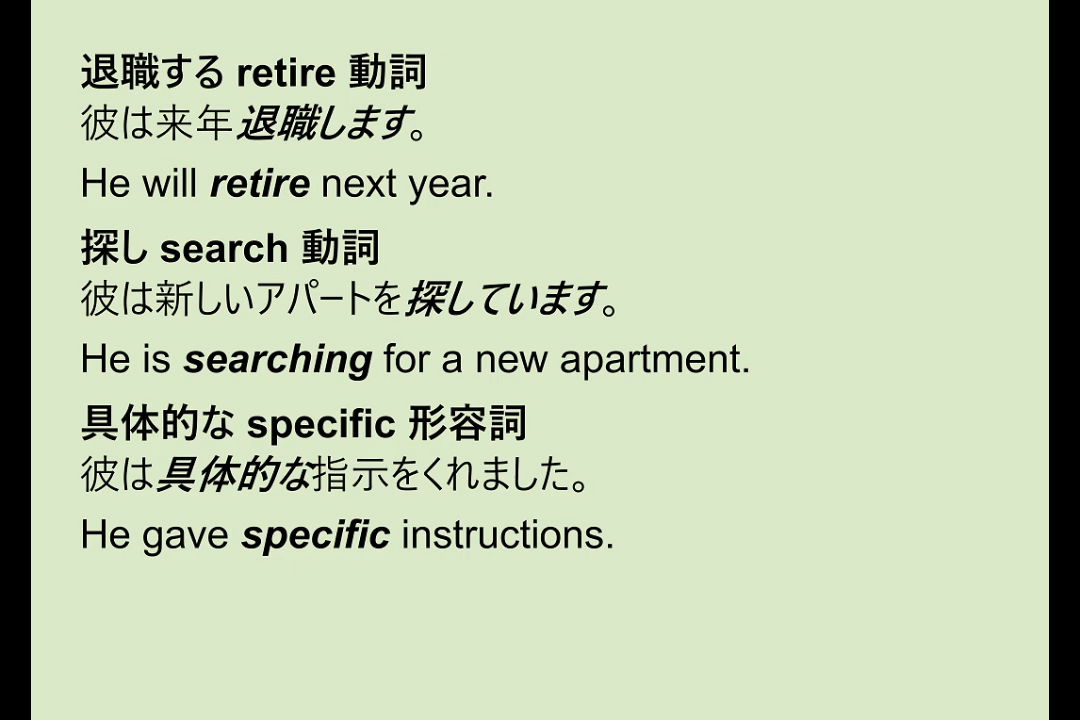 退職する retire 動詞
彼は来年退職します。
He will retire next year.
探し search 動詞
彼は新しいアパートを探しています。
He is searching for a new apartment.
具体的な specific 形容詞
彼は具体的な指示をくれました。
He gave specific instructions.